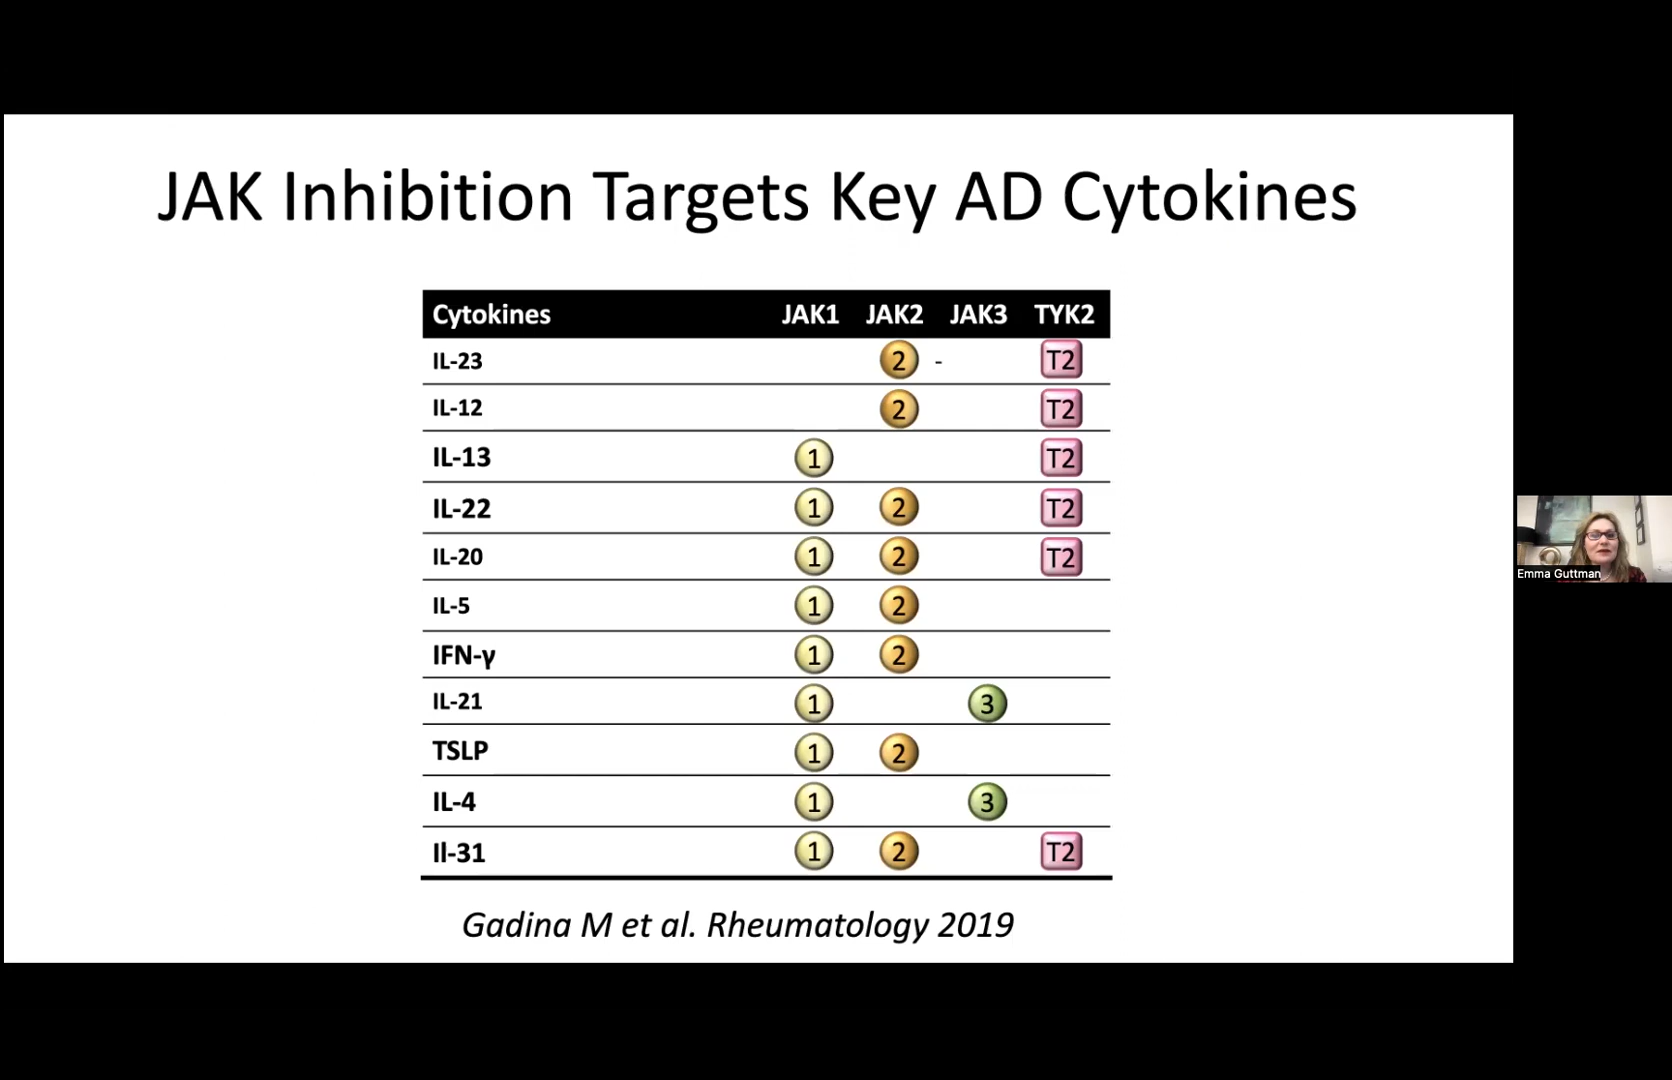 JAK Inhibition Targets Key AD Cytokines
Cytokines JAK1 JAK2 JAK3 TYK2
IL-23 2 - T2
IL-12 2 T2
IL-13 1 T2
IL-22 1 2 T2
IL-20 1 2 T2
IL-5 1 2
IFN-γ 1 2
IL-21 1 3
TSLP 1 2
IL-4 1 3
Il-31 1 2 T2
Gadina M et al. Rheumatology 2019
Emma Guttman